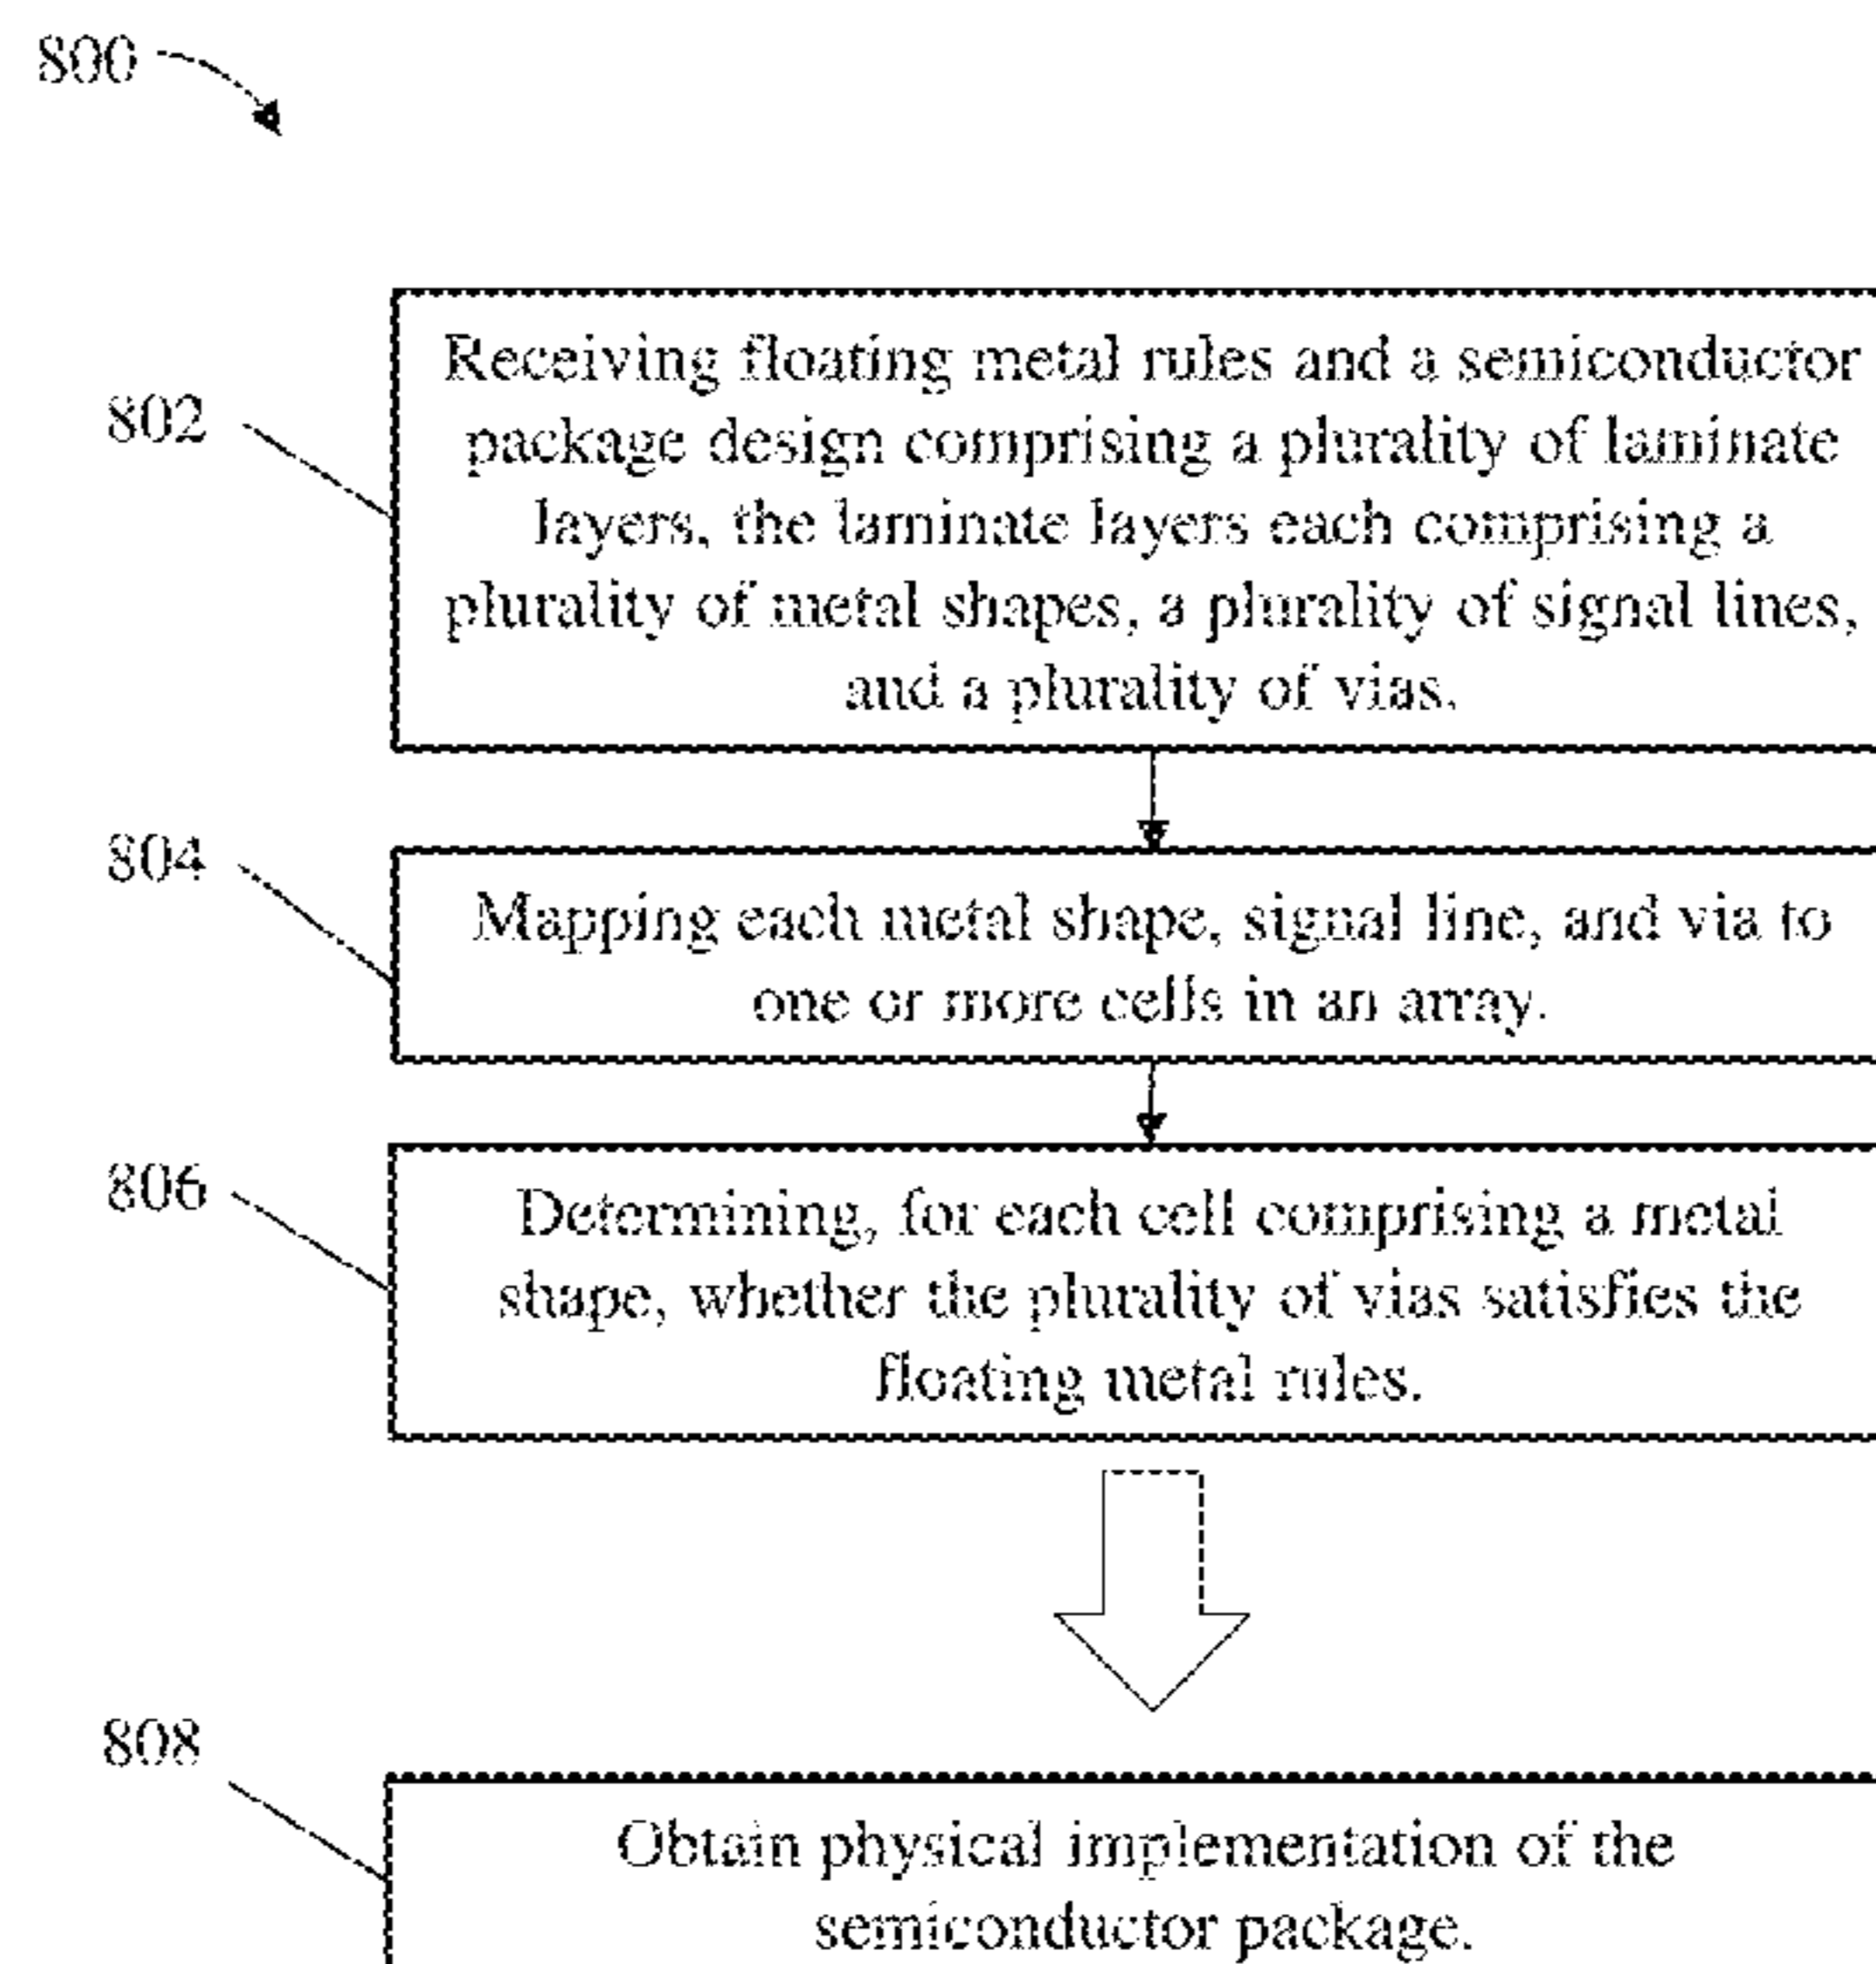 800
802
Receiving floating metal rules and a semiconductor
package design comprising a plurality of laminate
layers, the laminate layers each comprising a
plurality of metal shapes, a plurality of signal lines,
and a plurality of vias.
804
Mapping each metal shape, signal line, and via to
one or more cells in an array.
806
Determining, for each cell comprising a metal
shape, whether the plurality of vias satisfies the
floating metal rules.
808
Obtain physical implementation of the
semiconductor package.